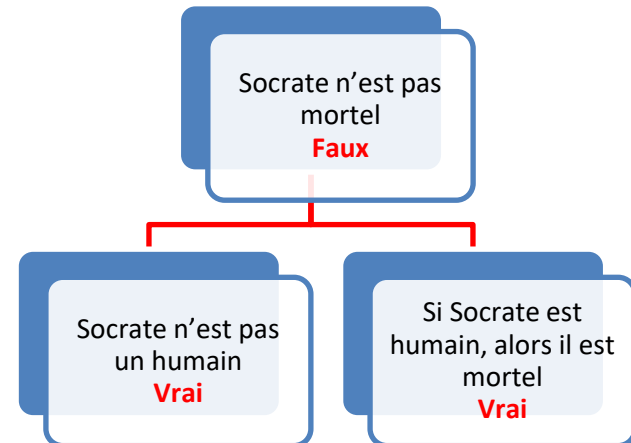 Socrate n’est pas
mortel
Faux
Socrate n’est pas
un humain
Vrai
Si Socrate est
humain, alors il est
mortel
Vrai